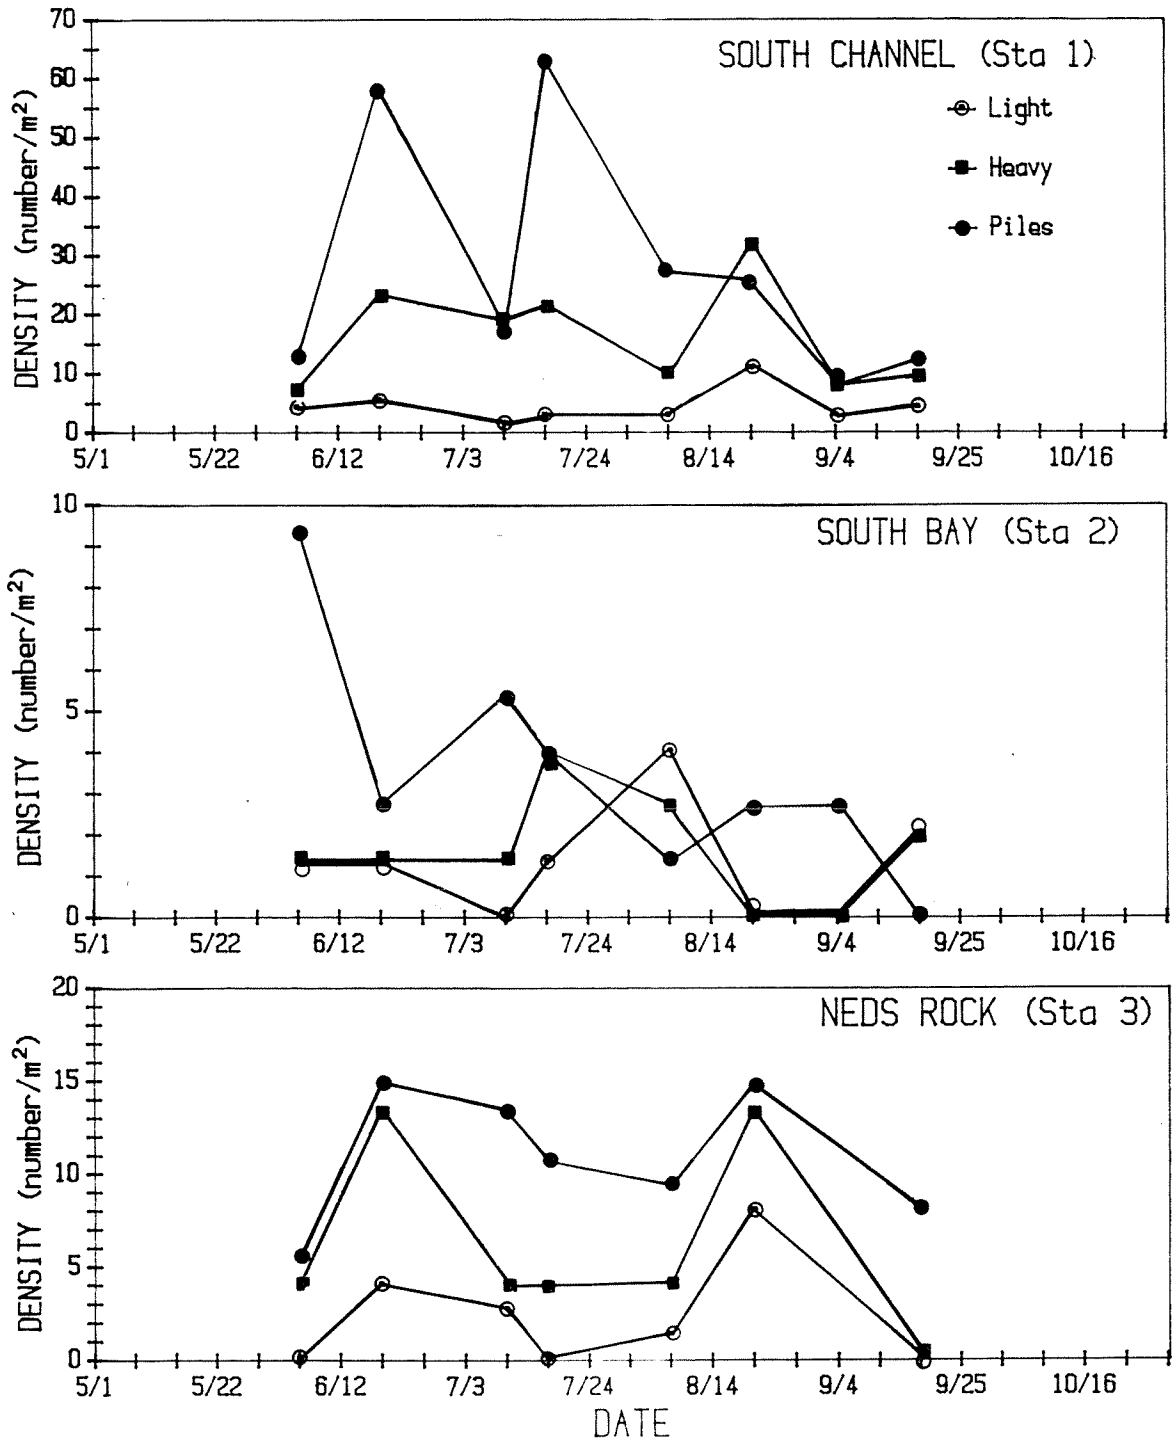 SOUTH CHANNEL (Sta 1)
Light
Heavy
Piles
DENSITY (number/m²)
70
60
50
40
30
20
10
0
5/1 5/22 6/12 7/3 7/24 8/14 9/4 9/25 10/16
SOUTH BAY (Sta 2)
DENSITY (number/m²)
10
5
0
5/1 5/22 6/12 7/3 7/24 8/14 9/4 9/25 10/16
NEDS ROCK (Sta 3)
DENSITY (number/m²)
20
15
10
5
0
5/1 5/22 6/12 7/3 7/24 8/14 9/4 9/25 10/16
DATE